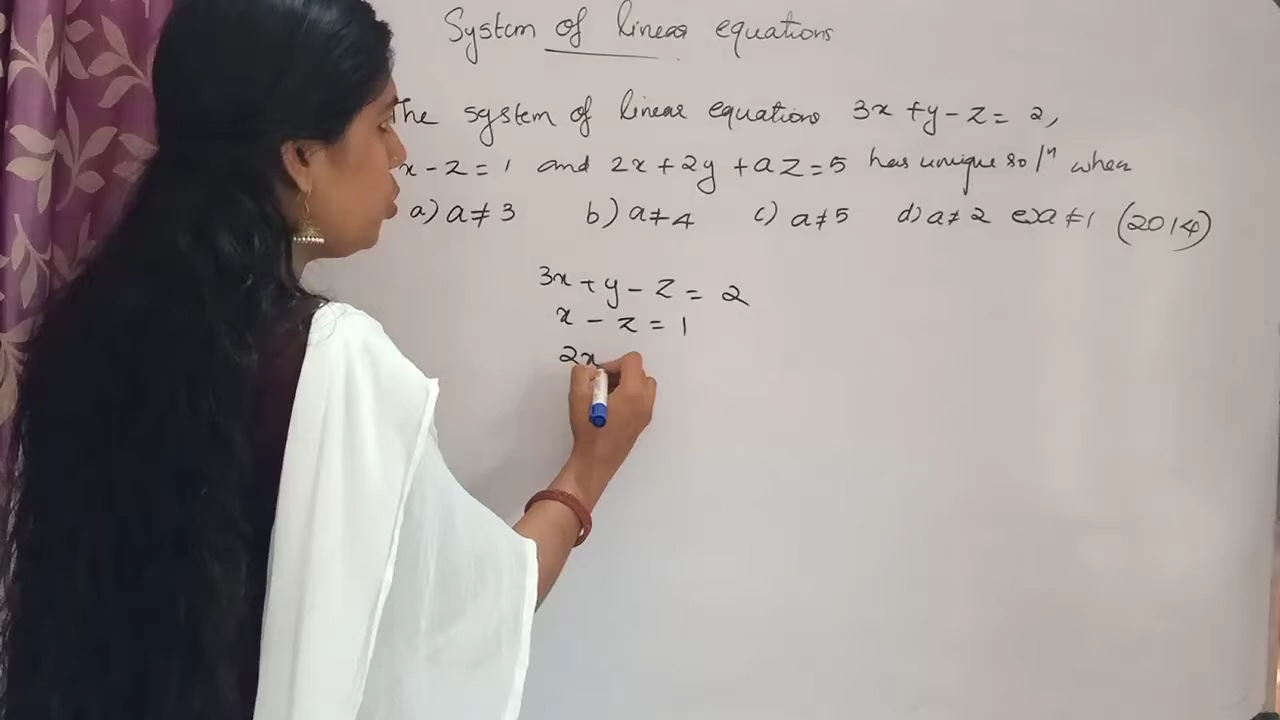 System of linear equations
The system of linear equations 3x + y - z = 2,
x - z = 1 and 2x + 2y + az = 5 has unique sol^n when
a) a ≠ 3 b) a ≠ 4 c) a ≠ 5 d) a ≠ 2 e) a ≠ 1 (2014)
3x + y - z = 2
x - z = 1
2x